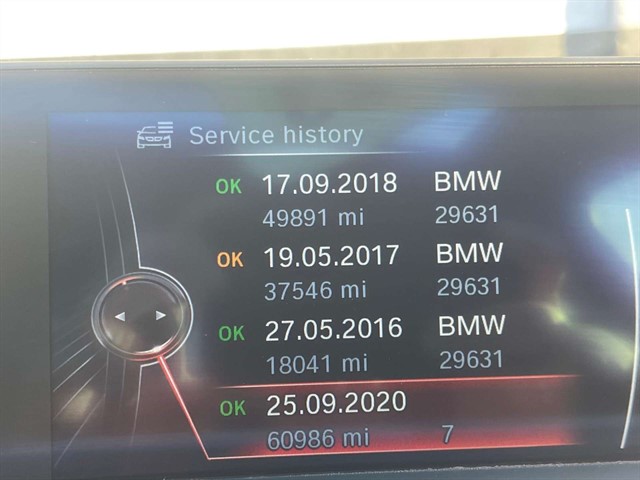 Service history
OK 17.09.2018 BMW
49891 mi 29631
OK 19.05.2017 BMW
37546 mi 29631
OK 27.05.2016 BMW
18041 mi 29631
OK 25.09.2020
60986 mi 7